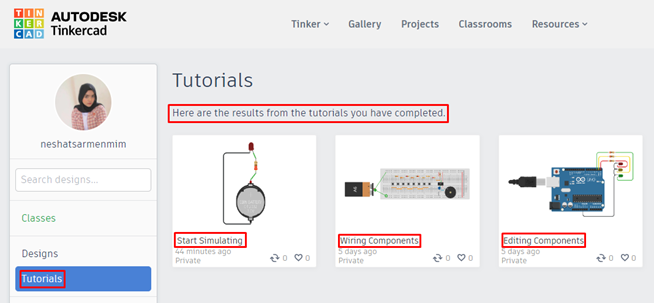 TIN
KER
CAD
AUTODESK
Tinkercad
Tinker Gallery Projects Classrooms Resources
neshatsarmenmim
Search designs...
Classes
Designs
Tutorials
Tutorials
Here are the results from the tutorials you have completed.
Start Simulating
44 minutes ago
Private 0 0
Wiring Components
5 days ago
Private 0 0
Editing Components
5 days ago
Private 0 0